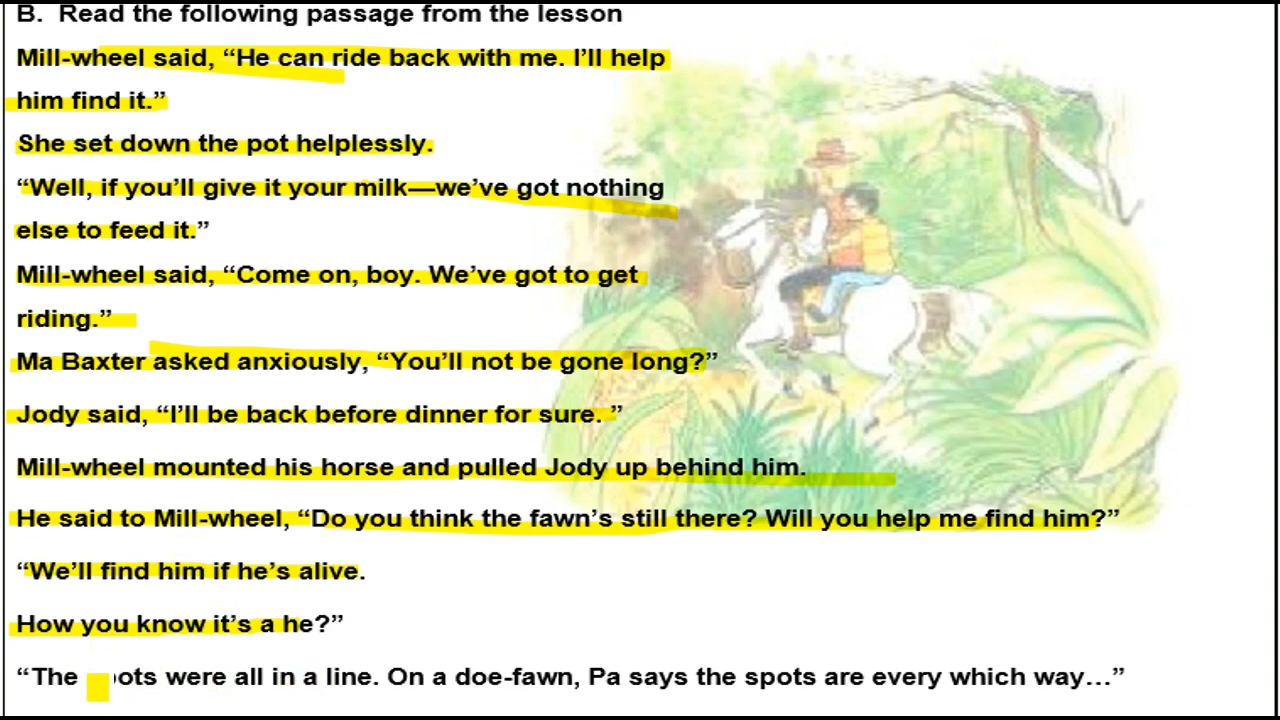 B. Read the following passage from the lesson
Mill-wheel said, “He can ride back with me. I’ll help
him find it.”
She set down the pot helplessly.
“Well, if you’ll give it your milk—we’ve got nothing
else to feed it.”
Mill-wheel said, “Come on, boy. We’ve got to get
riding.”
Ma Baxter asked anxiously, “You’ll not be gone long?”
Jody said, “I’ll be back before dinner for sure. ”
Mill-wheel mounted his horse and pulled Jody up behind him.
He said to Mill-wheel, “Do you think the fawn’s still there? Will you help me find him?”
“We’ll find him if he’s alive.
How you know it’s a he?”
“The were all in a line. On a doe-fawn, Pa says the spots are every which way…”